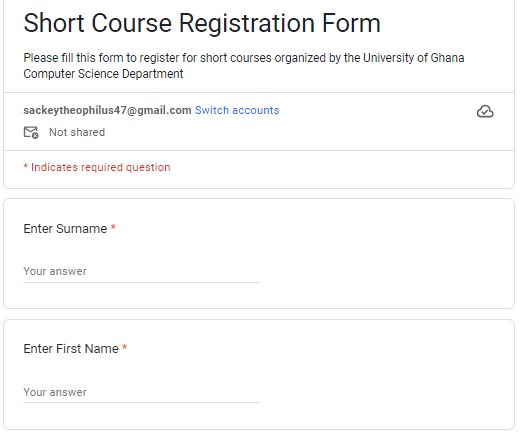 Short Course Registration Form
Please fill this form to register for short courses organized by the University of Ghana
Computer Science Department
sackeytheophilus47@gmail.com Switch accounts
Not shared
* Indicates required question
Enter Surname *
Your answer
Enter First Name *
Your answer